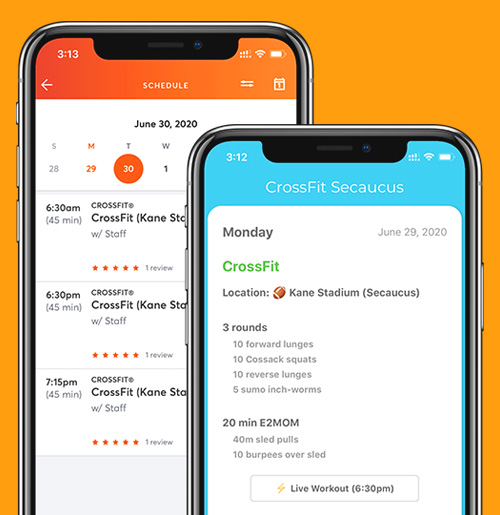 3:13
SCHEDULE
1
June 30, 2020
S M T W
28 29 30 1
6:30am CROSSFIT®
(45 min) CrossFit (Kane Sta
w/ Staff
★★★★★ 1 review
6:30pm CROSSFIT®
(45 min) CrossFit (Kane Sta
w/ Staff
★★★★★ 1 review
7:15pm CROSSFIT®
(45 min) CrossFit (Kane Sta
w/ Staff
★★★★★ 1 review
3:12
CrossFit Secaucus
Monday June 29, 2020
CrossFit
Location: 🏈 Kane Stadium (Secaucus)
3 rounds
10 forward lunges
10 Cossack squats
10 reverse lunges
5 sumo inch-worms
20 min E2MOM
40m sled pulls
10 burpees over sled
⚡ Live Workout (6:30pm)